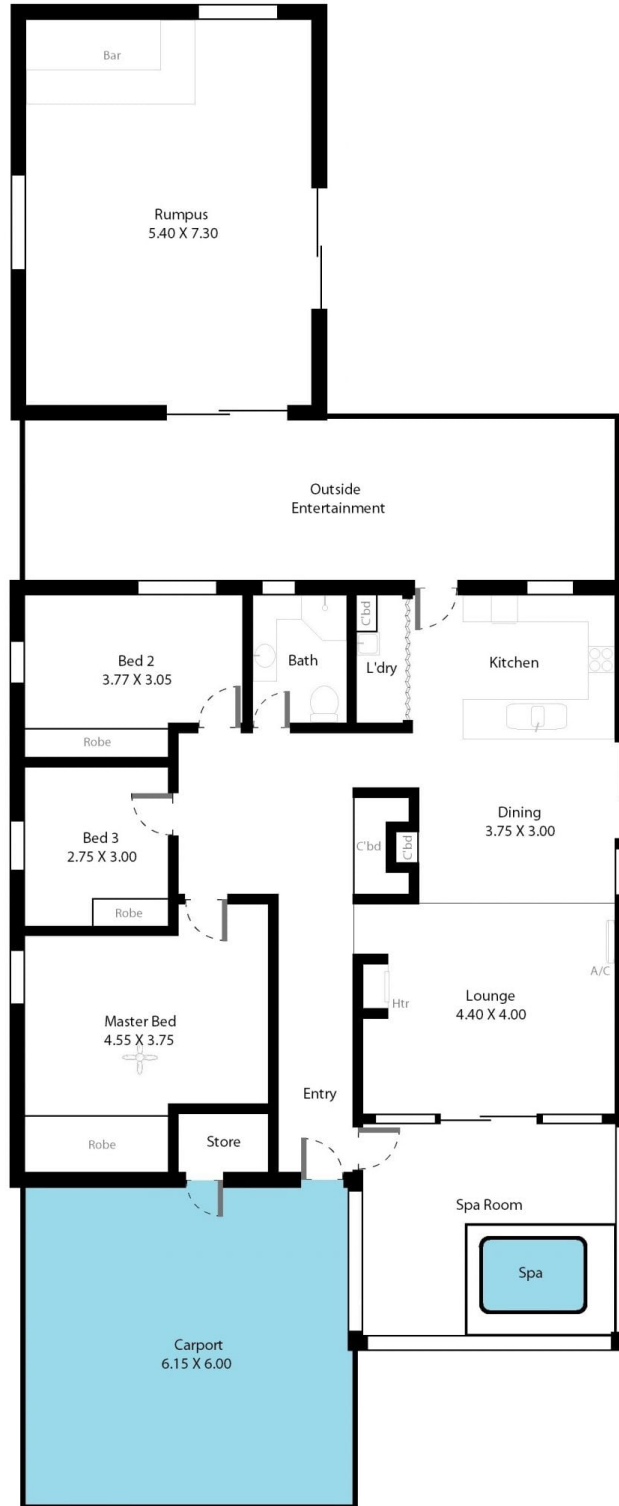 Bar
Rumpus
5.40 X 7.30
Outside
Entertainment
Bed 2
3.77 X 3.05
Robe
Bath
C'bd
L'dry
Kitchen
Bed 3
2.75 X 3.00
Robe
C'bd
C'bd
Dining
3.75 X 3.00
Master Bed
4.55 X 3.75
Robe
Store
Entry
Htr
Lounge
4.40 X 4.00
A/C
Spa Room
Spa
Carport
6.15 X 6.00